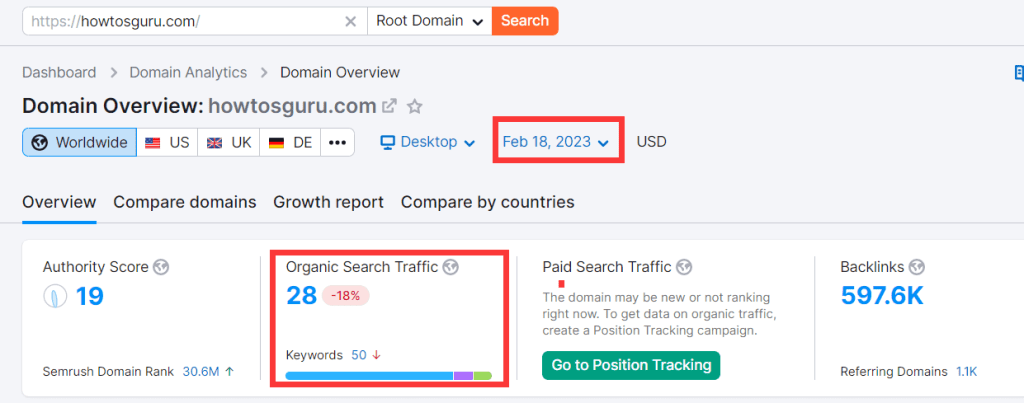 https://howtosguru.com/ × Root Domain Search
Dashboard > Domain Analytics > Domain Overview
Domain Overview: howtosguru.com
Worldwide US UK DE ••• Desktop Feb 18, 2023 USD
Overview Compare domains Growth report Compare by countries
Authority Score Organic Search Traffic Paid Search Traffic Backlinks
19 28 -18% 597.6K
The domain may be new or not ranking
right now. To get data on organic traffic,
create a Position Tracking campaign.
Keywords 50 ↓
Go to Position Tracking
Semrush Domain Rank 30.6M ↑ Referring Domains 1.1K